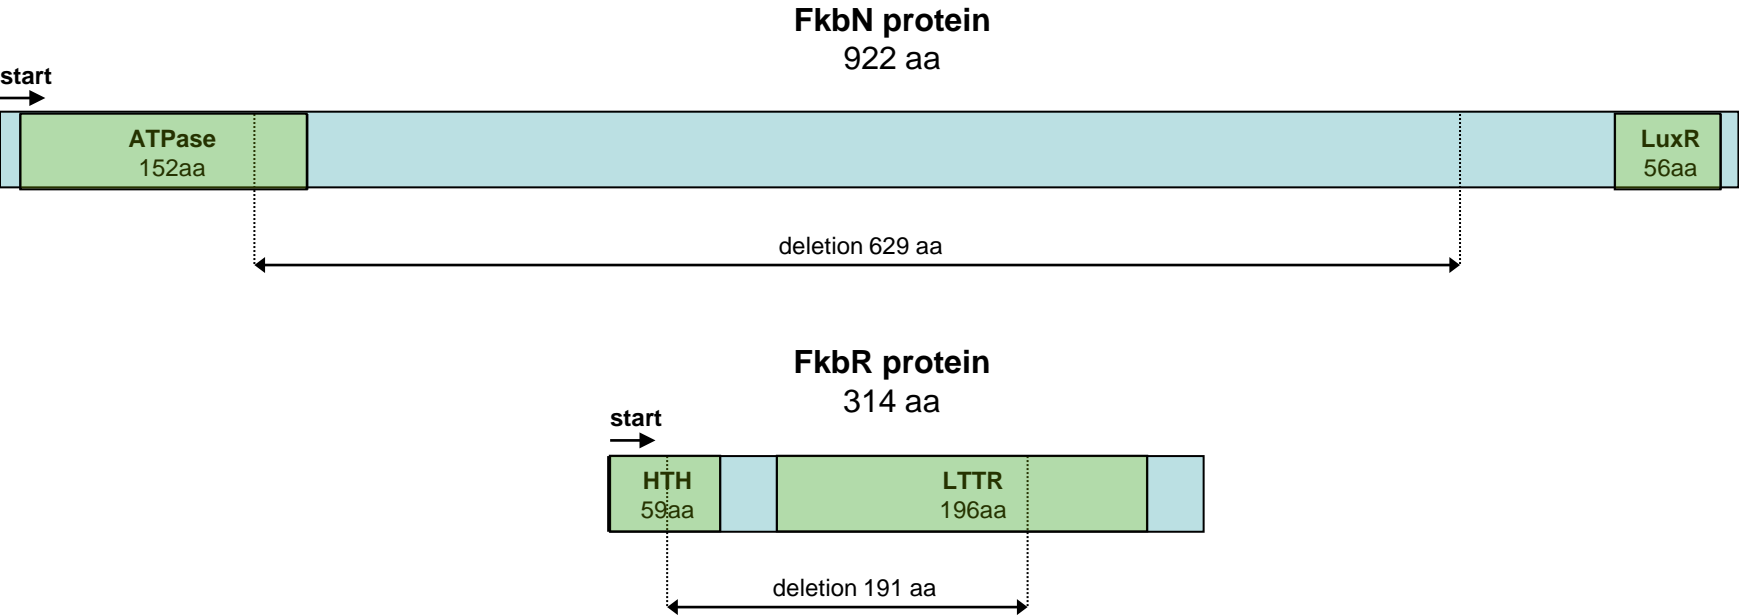 FkbN protein
922 aa
start
ATPase
152aa
LuxR
56aa
deletion 629 aa
FkbR protein
314 aa
start
HTH
59aa
LTTR
196aa
deletion 191 aa